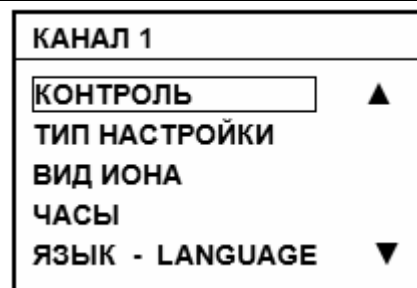 КАНАЛ 1
КОНТРОЛЬ ▲
ТИП НАСТРОЙКИ
ВИД ИОНА
ЧАСЫ
ЯЗЫК - LANGUAGE ▼